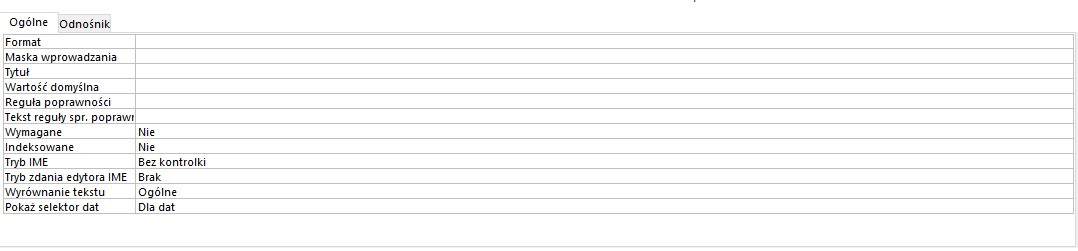 Ogólne Odnośnik
Format
Maska wprowadzania
Tytuł
Wartość domyślna
Reguła poprawności
Tekst reguły spr. poprawr
Wymagane Nie
Indeksowane Nie
Tryb IME Bez kontrolki
Tryb zdania edytora IME Brak
Wyrównanie tekstu Ogólne
Pokaż selektor dat Dla dat